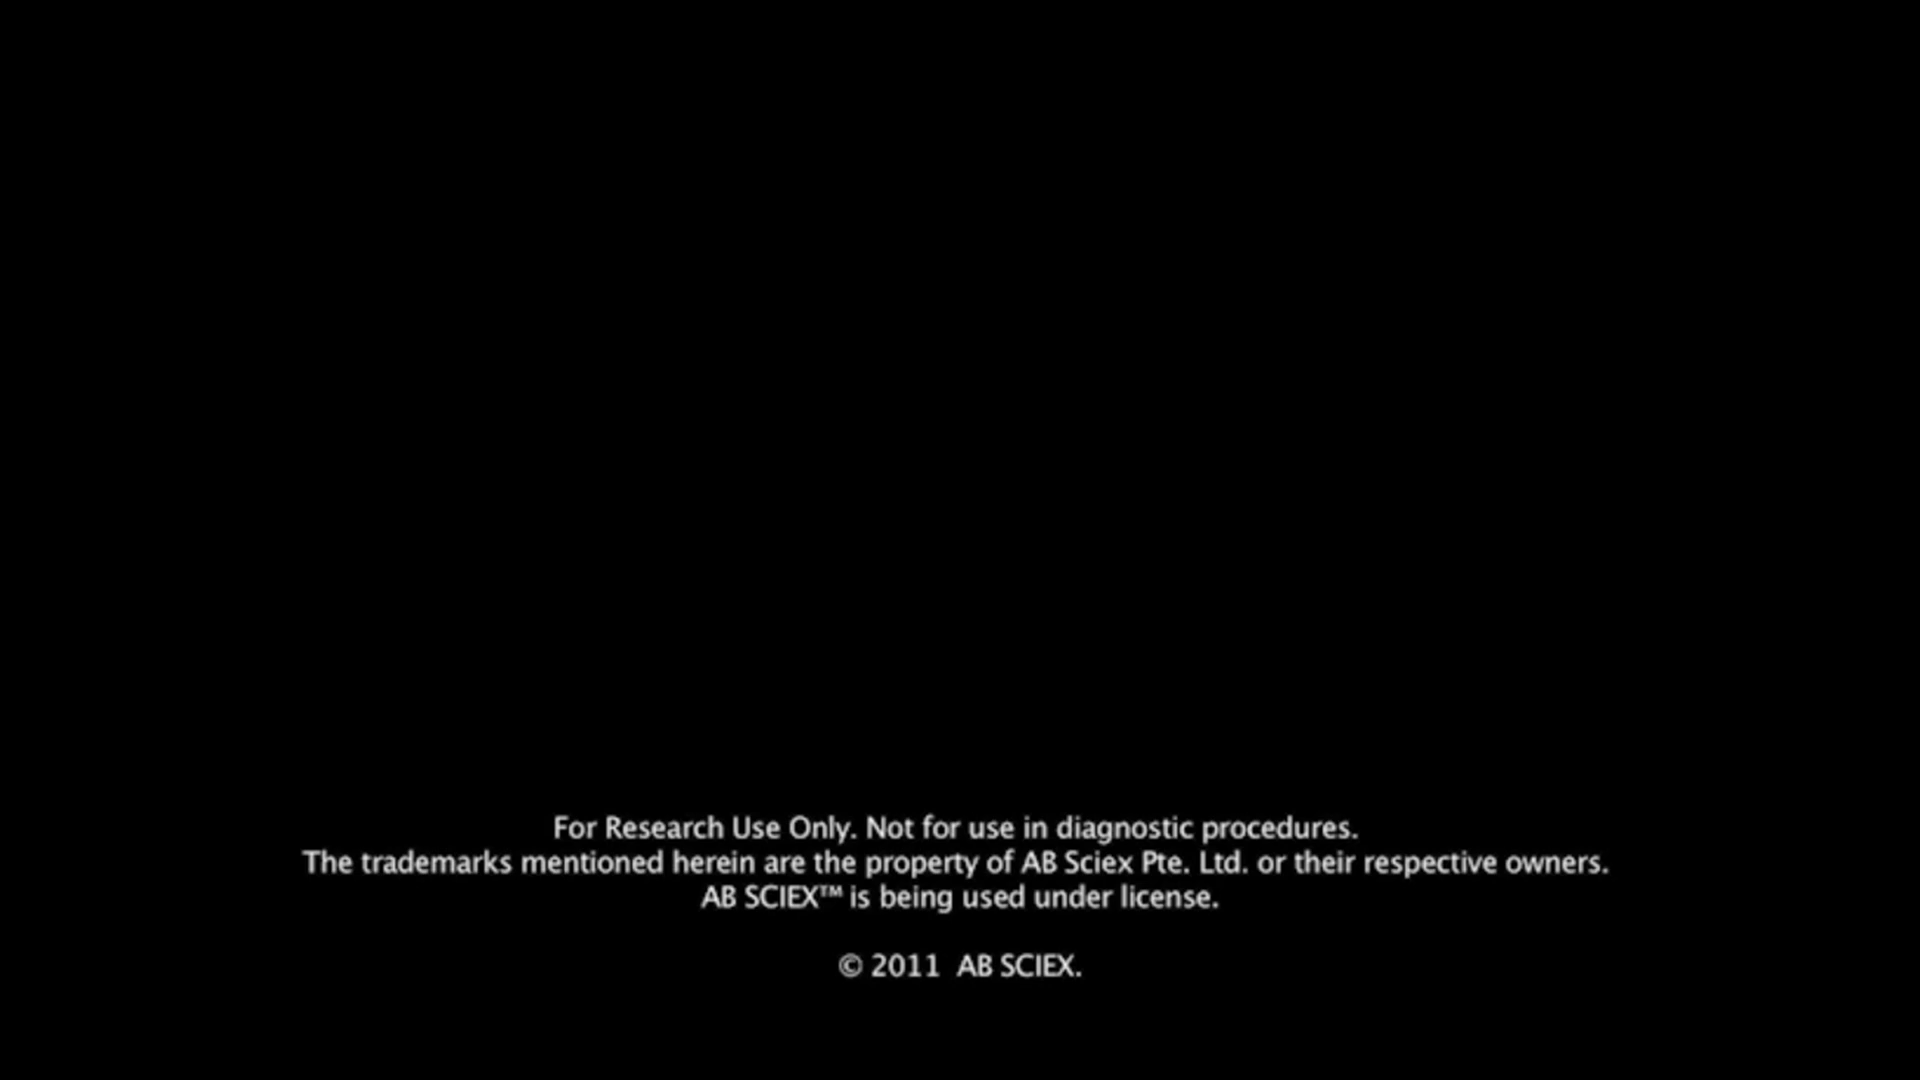 For Research Use Only. Not for use in diagnostic procedures.
The trademarks mentioned herein are the property of AB Sciex Pte. Ltd. or their respective owners.
AB SCIEX™ is being used under license.
© 2011 AB SCIEX.